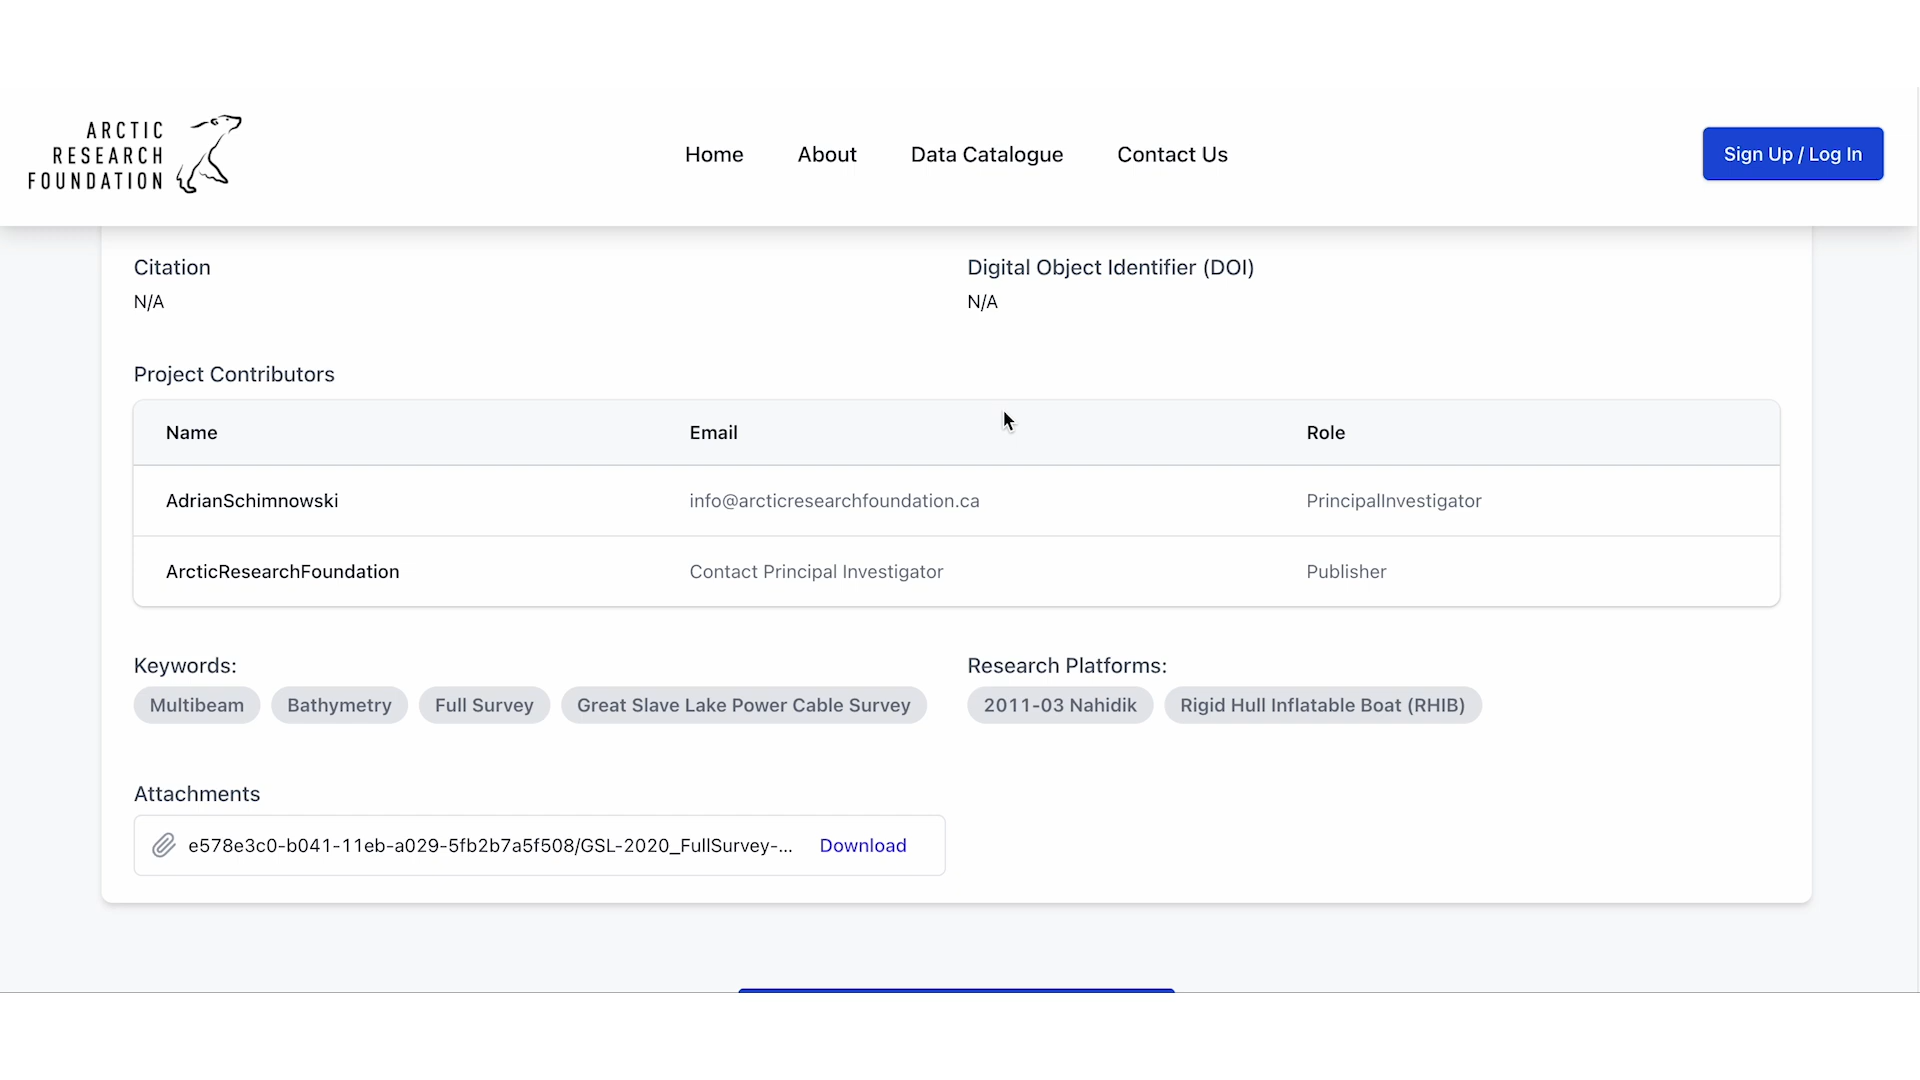 ARCTIC
RESEARCH
FOUNDATION
Home About Data Catalogue Contact Us
Sign Up / Log In
Citation
N/A
Digital Object Identifier (DOI)
N/A
Project Contributors
Name Email Role
AdrianSchimnowski info@arcticresearchfoundation.ca PrincipalInvestigator
ArcticResearchFoundation Contact Principal Investigator Publisher
Keywords:
Multibeam Bathymetry Full Survey Great Slave Lake Power Cable Survey
Research Platforms:
2011-03 Nahidik Rigid Hull Inflatable Boat (RHIB)
Attachments
e578e3c0-b041-11eb-a029-5fb2b7a5f508/GSL-2020_FullSurvey-... Download